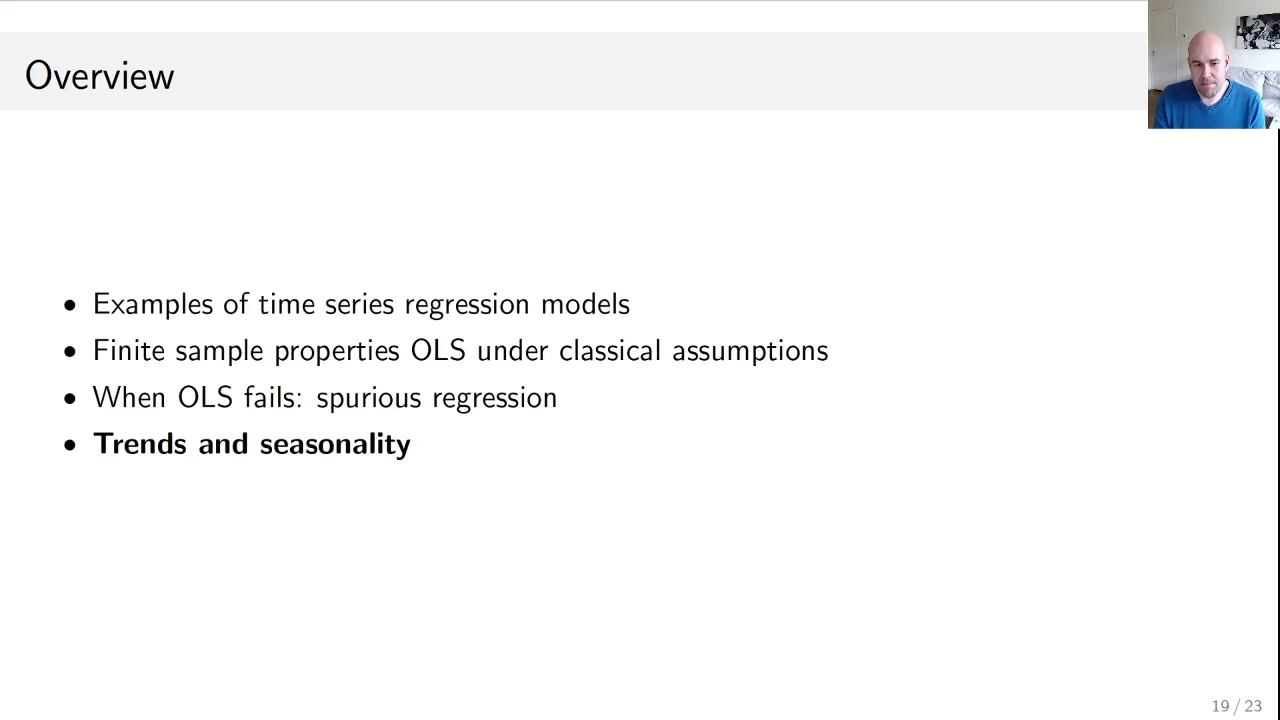 Overview
• Examples of time series regression models
• Finite sample properties OLS under classical assumptions
• When OLS fails: spurious regression
• Trends and seasonality
19 / 23